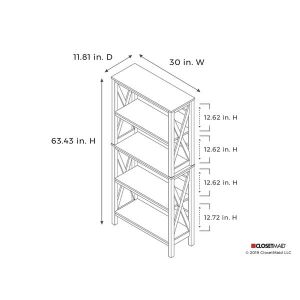 11.81 in. D
30 in. W
63.43 in. H
12.62 in. H
12.62 in. H
12.62 in. H
12.72 in. H
CLOSETMAID
© 2019 ClosetMaid LLC